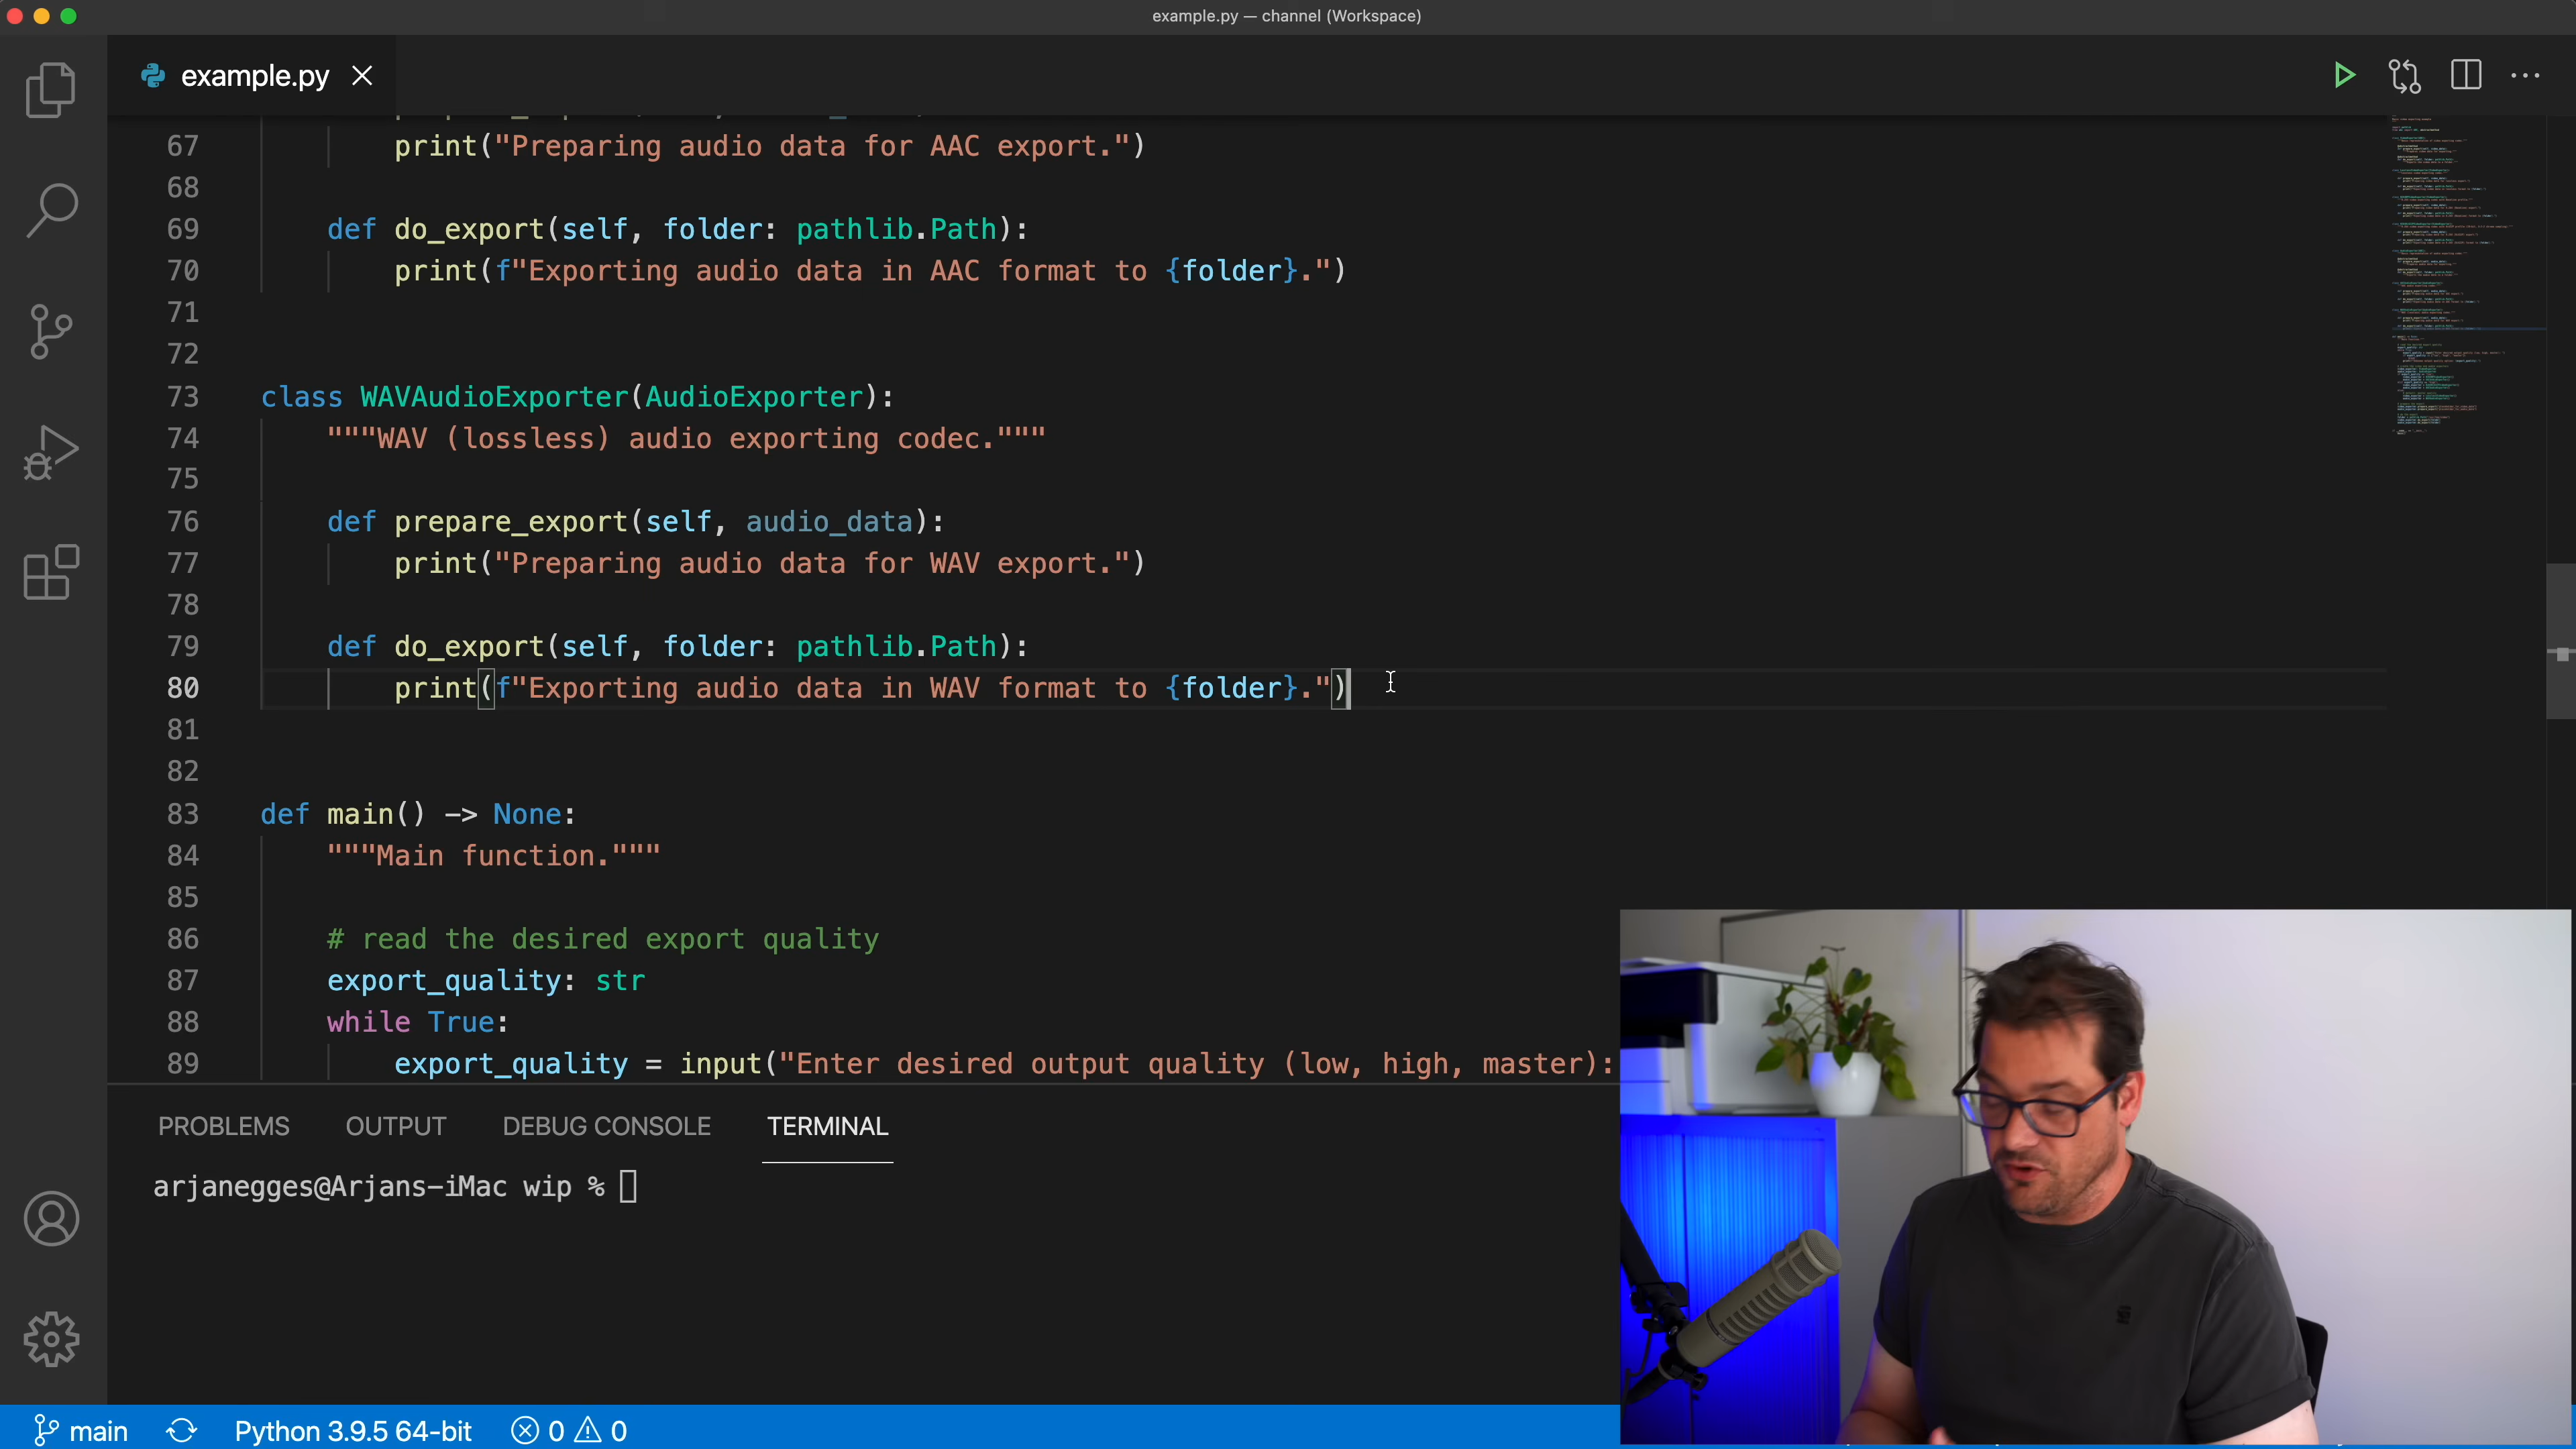 example.py — channel (Workspace)
example.py
67 print("Preparing audio data for AAC export.")
68
69 def do_export(self, folder: pathlib.Path):
70 print(f"Exporting audio data in AAC format to {folder}.")
71
72
73 class WAVAudioExporter(AudioExporter):
74 """WAV (lossless) audio exporting codec."""
75
76 def prepare_export(self, audio_data):
77 print("Preparing audio data for WAV export.")
78
79 def do_export(self, folder: pathlib.Path):
80 print(f"Exporting audio data in WAV format to {folder}.")
81
82
83 def main() -> None:
84 """Main function."""
85
86 # read the desired export quality
87 export_quality: str
88 while True:
89 export_quality = input("Enter desired output quality (low, high, master):
PROBLEMS OUTPUT DEBUG CONSOLE TERMINAL
arjanegges@Arjans-iMac wip %
main Python 3.9.5 64-bit 0 0